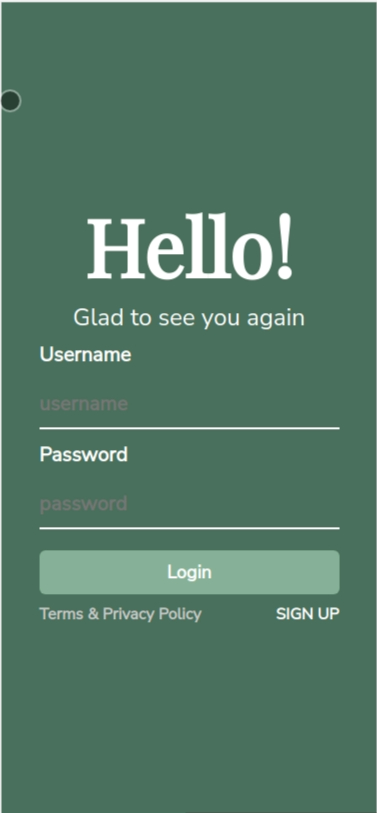 Hello!
Glad to see you again
Username
username
Password
password
Login
Terms & Privacy Policy SIGN UP